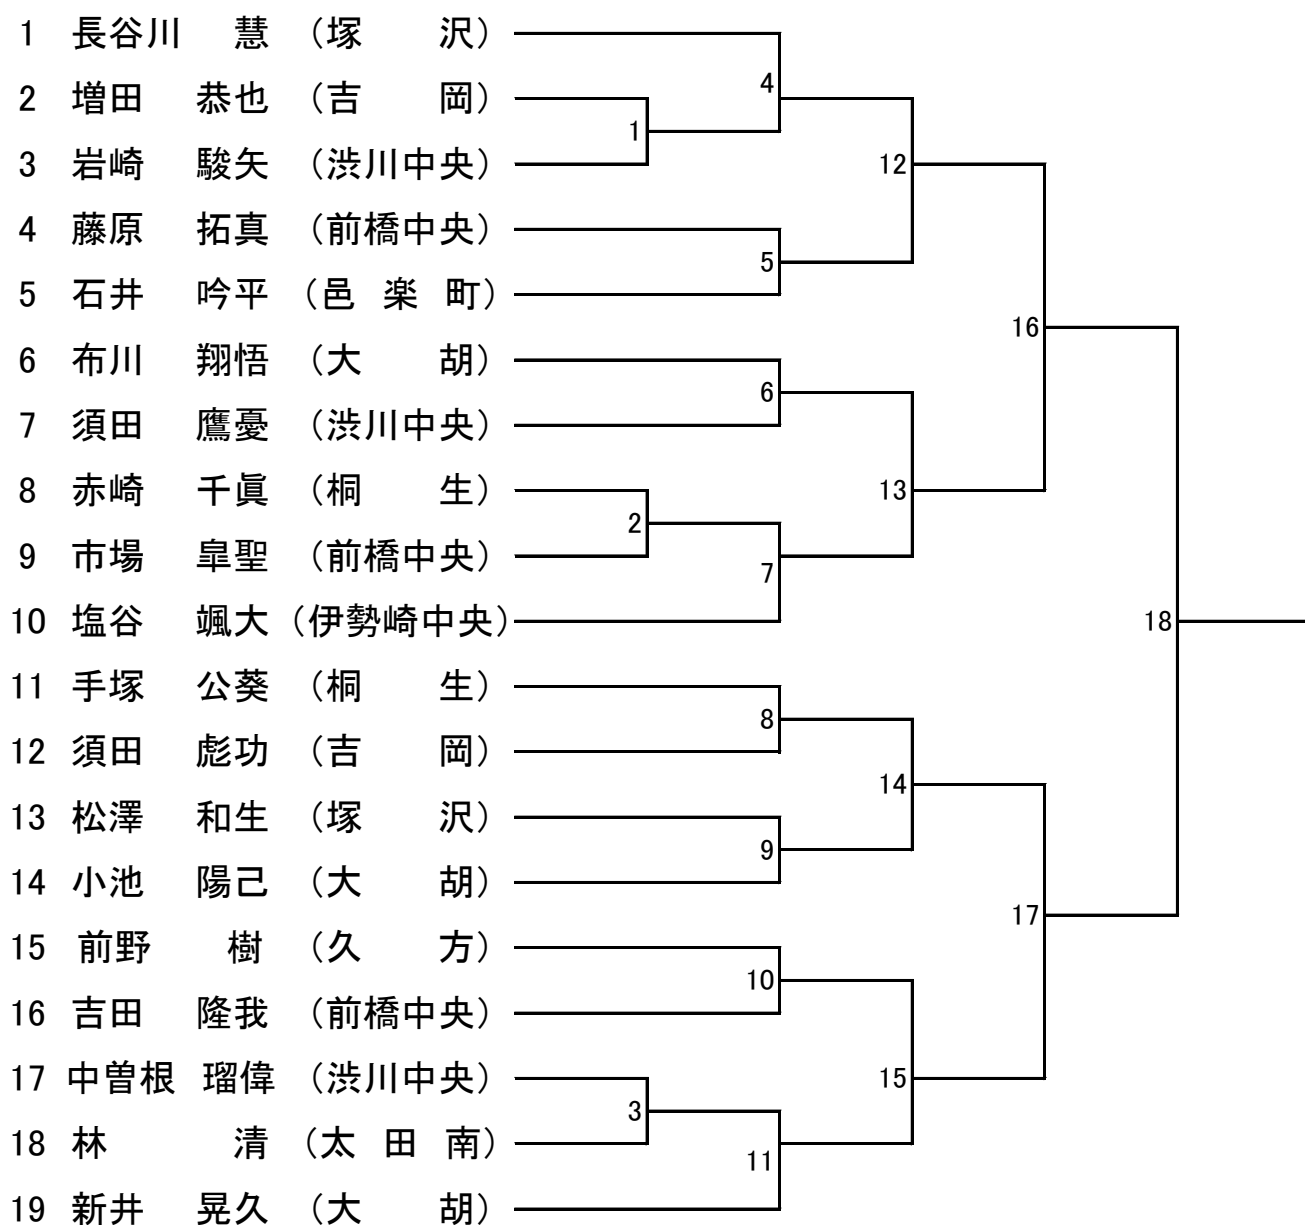 1 長谷川 慧 （塚 沢）
4
2 増田 恭也 （吉 岡）
1
3 岩崎 駿矢 （渋川中央）
12
4 藤原 拓真 （前橋中央）
5
5 石井 吟平 （邑 楽 町）
16
6 布川 翔悟 （大 胡）
6
7 須田 鷹憂 （渋川中央）
8 赤崎 千眞 （桐 生）
13
2
9 市場 皐聖 （前橋中央）
7
10 塩谷 颯大 （伊勢崎中央）
18
11 手塚 公葵 （桐 生）
8
12 須田 彪功 （吉 岡）
14
13 松澤 和生 （塚 沢）
9
14 小池 陽己 （大 胡）
17
15 前野 樹 （久 方）
10
16 吉田 隆我 （前橋中央）
17 中曽根 瑠偉 （渋川中央）
15
3
18 林 清 （太 田 南）
11
19 新井 晃久 （大 胡）